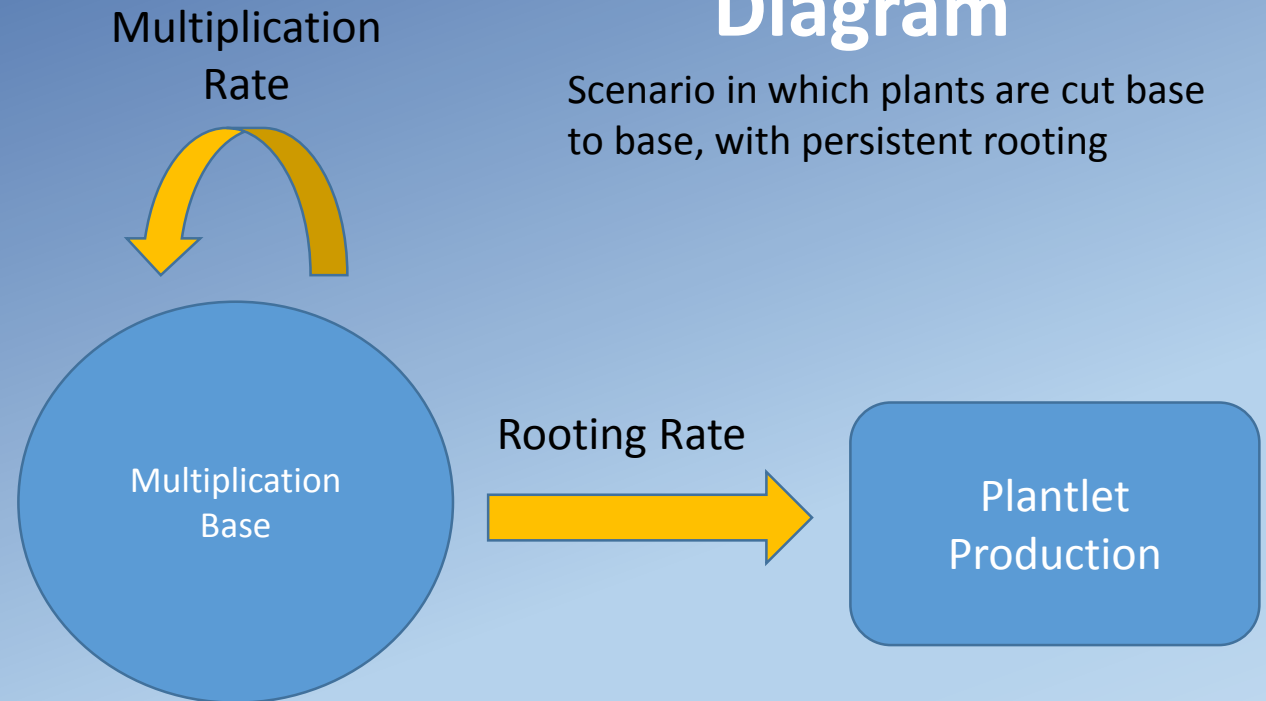 Multiplication
Rate
Diagram
Scenario in which plants are cut base
to base, with persistent rooting
Multiplication
Base
Rooting Rate
Plantlet
Production